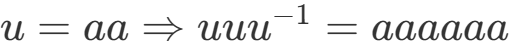 u = aa ⇒ uuu⁻¹ = aaaaaa